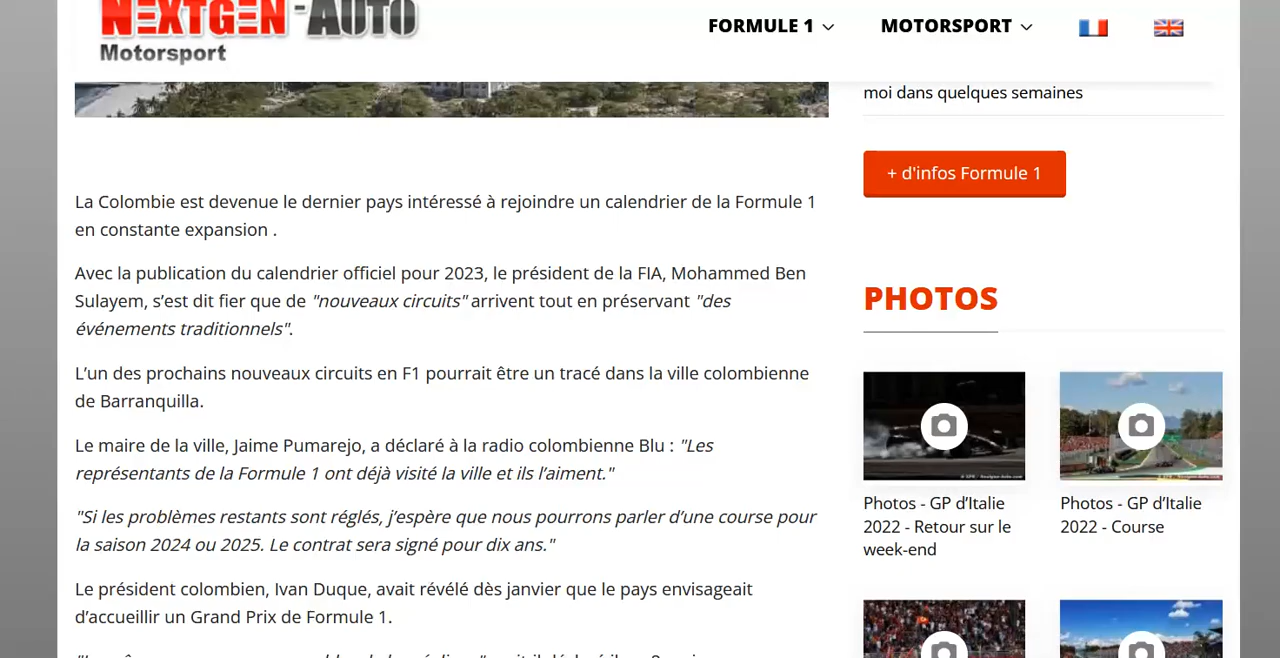 NEXTGEN-AUTO
Motorsport
FORMULE 1
MOTORSPORT
La Colombie est devenue le dernier pays intéressé à rejoindre un calendrier de la Formule 1
en constante expansion .
Avec la publication du calendrier officiel pour 2023, le président de la FIA, Mohammed Ben
Sulayem, s’est dit fier que de "nouveaux circuits" arrivent tout en préservant "des
événements traditionnels".
L’un des prochains nouveaux circuits en F1 pourrait être un tracé dans la ville colombienne
de Barranquilla.
Le maire de la ville, Jaime Pumarejo, a déclaré à la radio colombienne Blu : "Les
représentants de la Formule 1 ont déjà visité la ville et ils l’aiment."
"Si les problèmes restants sont réglés, j’espère que nous pourrons parler d’une course pour
la saison 2024 ou 2025. Le contrat sera signé pour dix ans."
Le président colombien, Ivan Duque, avait révélé dès janvier que le pays envisageait
d’accueillir un Grand Prix de Formule 1.
moi dans quelques semaines
+ d'infos Formule 1
PHOTOS
Photos - GP d’Italie
2022 - Retour sur le
week-end
Photos - GP d’Italie
2022 - Course